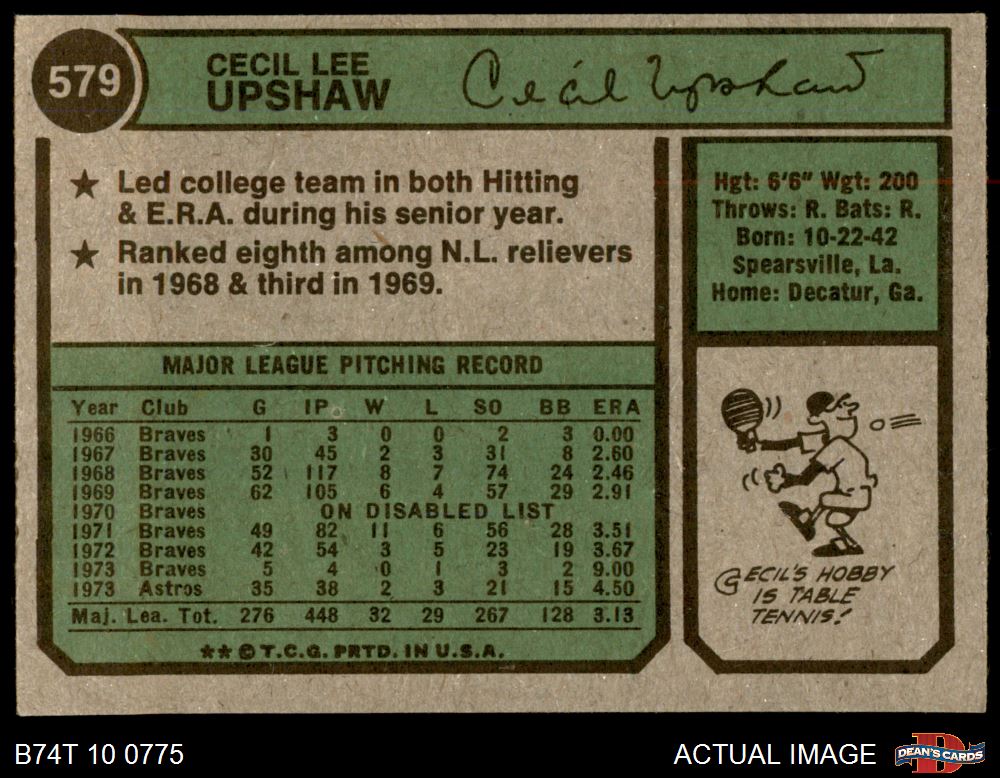 579
CECIL LEE
UPSHAW
Cecil Upshaw
★ Led college team in both Hitting
& E.R.A. during his senior year.
★ Ranked eighth among N.L. relievers
in 1968 & third in 1969.
Hgt: 6'6" Wgt: 200
Throws: R. Bats: R.
Born: 10-22-42
Spearsville, La.
Home: Decatur, Ga.
MAJOR LEAGUE PITCHING RECORD
Year Club G IP W L SO BB ERA
1966 Braves 1 3 0 0 2 3 0.00
1967 Braves 30 45 2 3 31 8 2.60
1968 Braves 52 117 8 7 74 24 2.46
1969 Braves 62 105 6 4 57 29 2.91
1970 Braves ON DISABLED LIST
1971 Braves 49 82 11 6 56 28 3.51
1972 Braves 42 54 3 5 23 19 3.67
1973 Braves 5 4 0 1 3 2 9.00
1973 Astros 35 38 2 3 21 15 4.50
Maj. Lea. Tot. 276 448 32 29 267 128 3.13
★★ © T.C.G. PRTD. IN U.S.A.
CECIL'S HOBBY
IS TABLE
TENNIS!
B74T 10 0775
ACTUAL IMAGE
DEAN'S CARDS